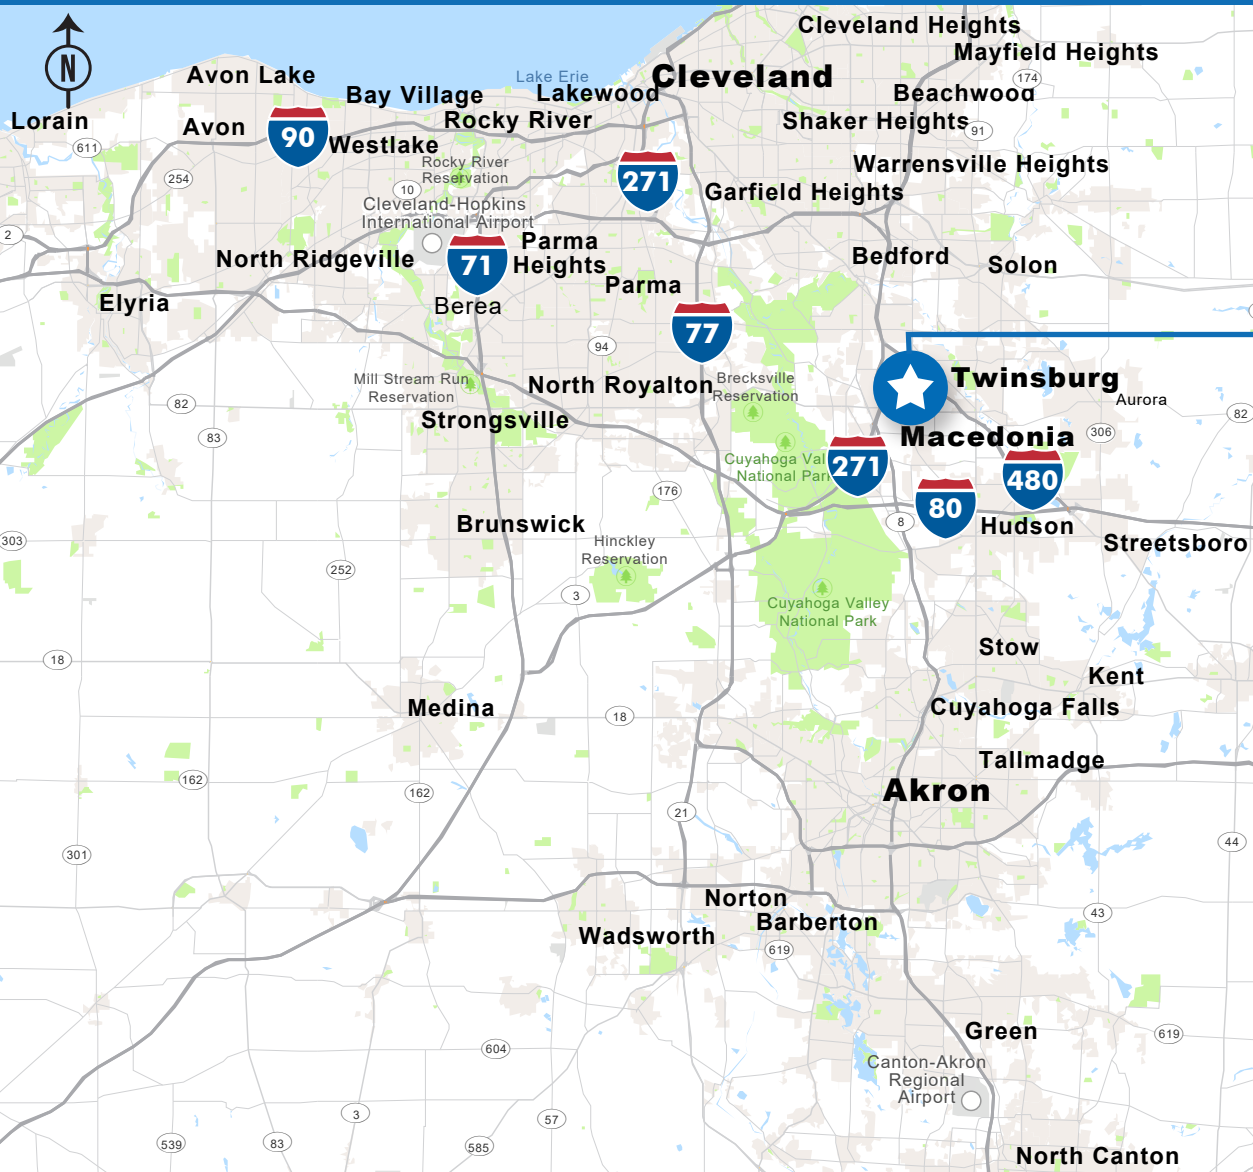 Cleveland Heights
N
Mayfield Heights
Avon Lake
Lake Erie
Cleveland
174
Bay Village
Lakewood
Beachwood
Lorain
Avon
90
Rocky River
Shaker Heights
91
611
Westlake
Rocky River
Reservation
Warrensville Heights
254
10
271
Garfield Heights
Cleveland-Hopkins
International Airport
2
Parma
Heights
North Ridgeville
71
Bedford
Solon
Parma
Elyria
Berea
77
94
Mill Stream Run
Reservation
North Royalton
Brecksville
Reservation
Twinsburg
Aurora
82
82
Strongsville
83
Macedonia
306
Cuyahoga Val
National Par
271
480
176
80
Brunswick
8
Hudson
303
Hinckley
Reservation
Streetsboro
252
3
Cuyahoga Valley
National Park
18
Stow
Kent
Medina
18
Cuyahoga Falls
Tallmadge
162
162
Akron
21
301
44
Norton
43
Barberton
Wadsworth
619
Green
619
604
Canton-Akron
Regional
Airport
3
57
539
83
585
North Canton